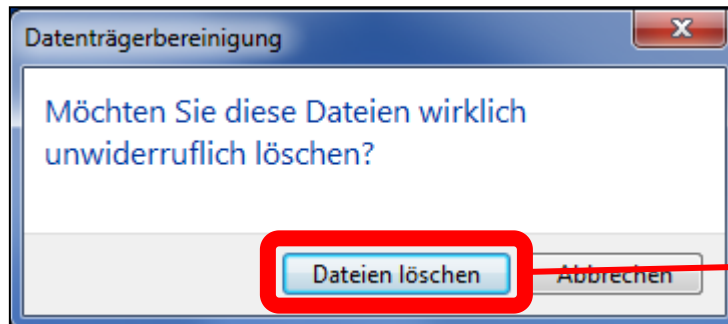 Datenträgerbereinigung
Möchten Sie diese Dateien wirklich
unwiderruflich löschen?
Dateien löschen
Abbrechen